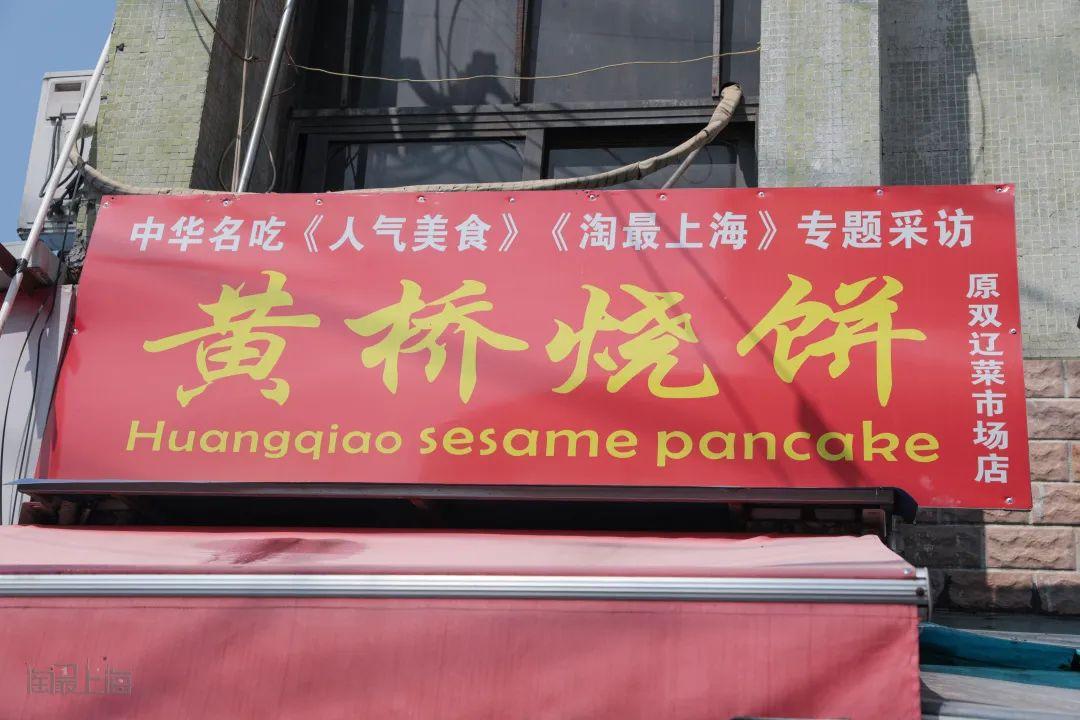 中华名吃《人气美食》《淘最上海》专题采访
黄桥烧饼
Huangqiao sesame pancake
原双辽菜市场店
淘最上海